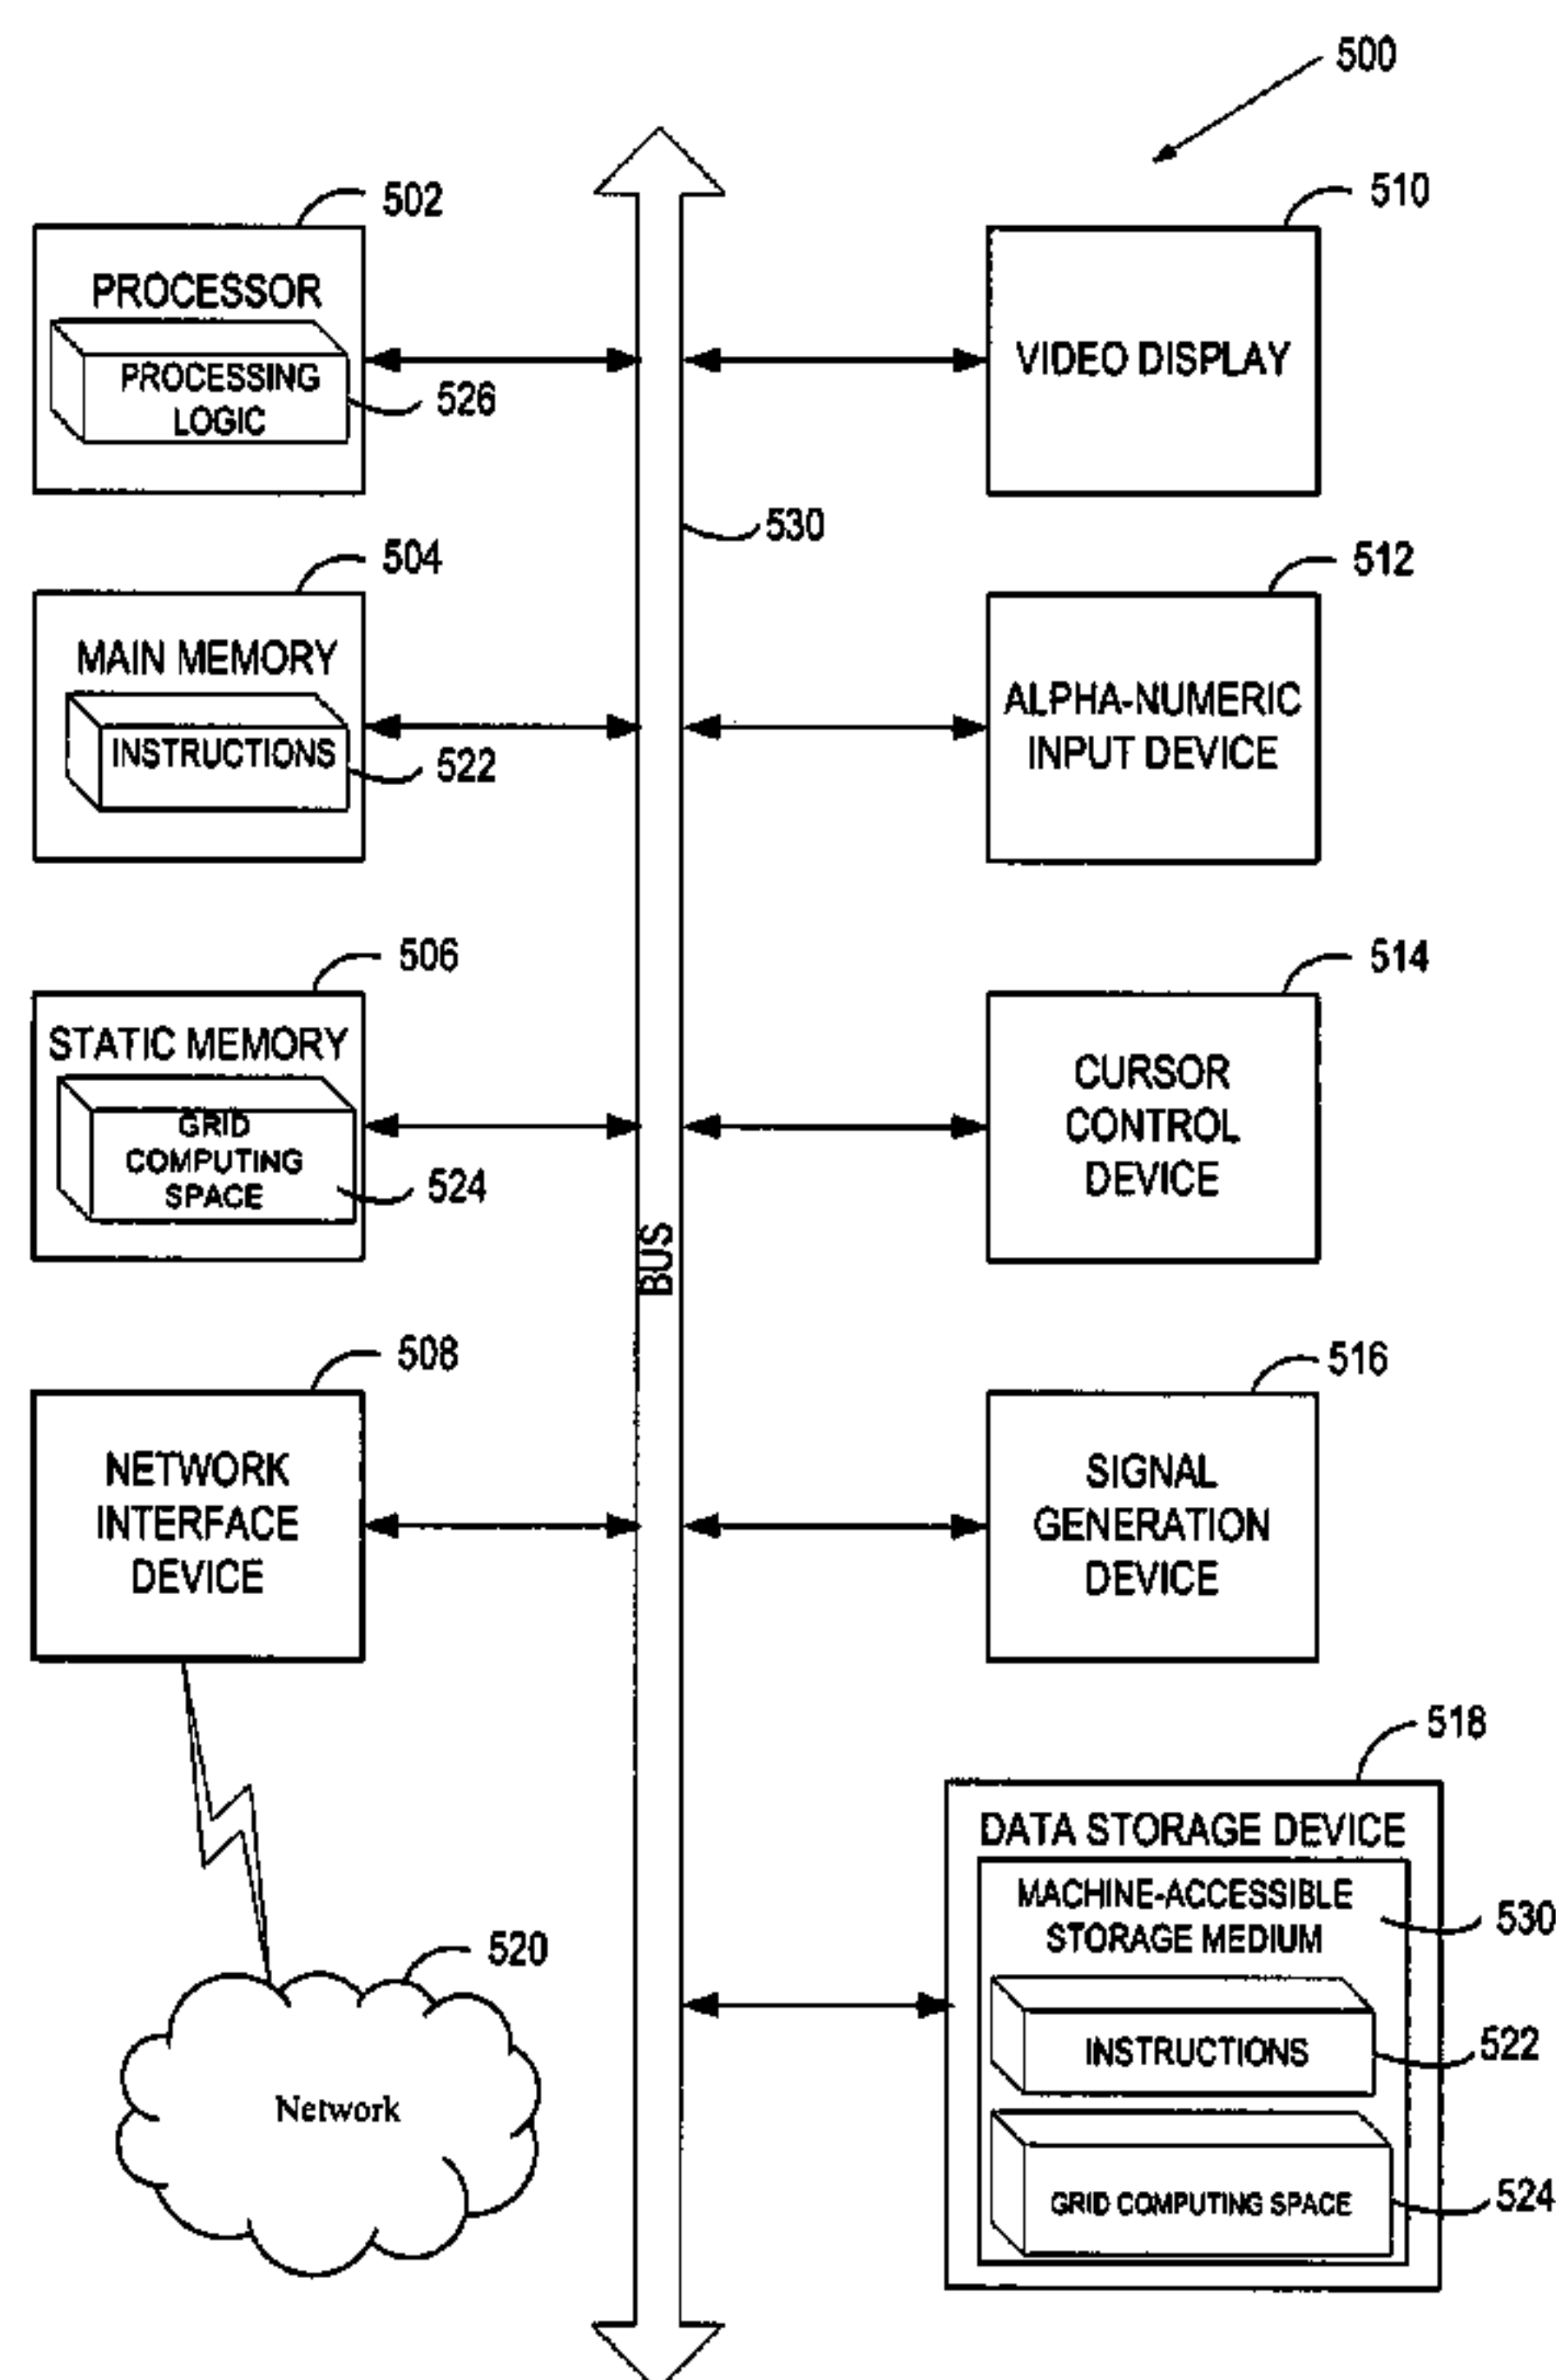 500
502
PROCESSOR
PROCESSING
LOGIC
526
510
VIDEO DISPLAY
530
504
MAIN MEMORY
INSTRUCTIONS
522
512
ALPHA-NUMERIC
INPUT DEVICE
506
STATIC MEMORY
GRID
COMPUTING
SPACE
524
514
CURSOR
CONTROL
DEVICE
BUS
508
NETWORK
INTERFACE
DEVICE
516
SIGNAL
GENERATION
DEVICE
520
Network
518
DATA STORAGE DEVICE
MACHINE-ACCESSIBLE
STORAGE MEDIUM
530
INSTRUCTIONS
522
GRID COMPUTING SPACE
524